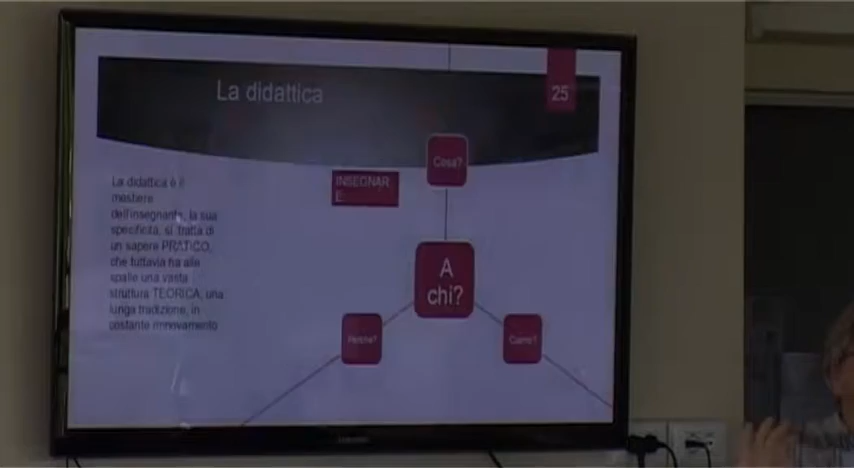 La didattica
25
Cosa?
INSEGNAR
E:
La didattica è il
mestiere
dell'insegnante, la sua
specificità, si tratta di
un sapere PRATICO,
che tuttavia ha alle
spalle una vasta
struttura TEORICA, una
lunga tradizione, in
costante rinnovamento
A
chi?
Perché?
Come?